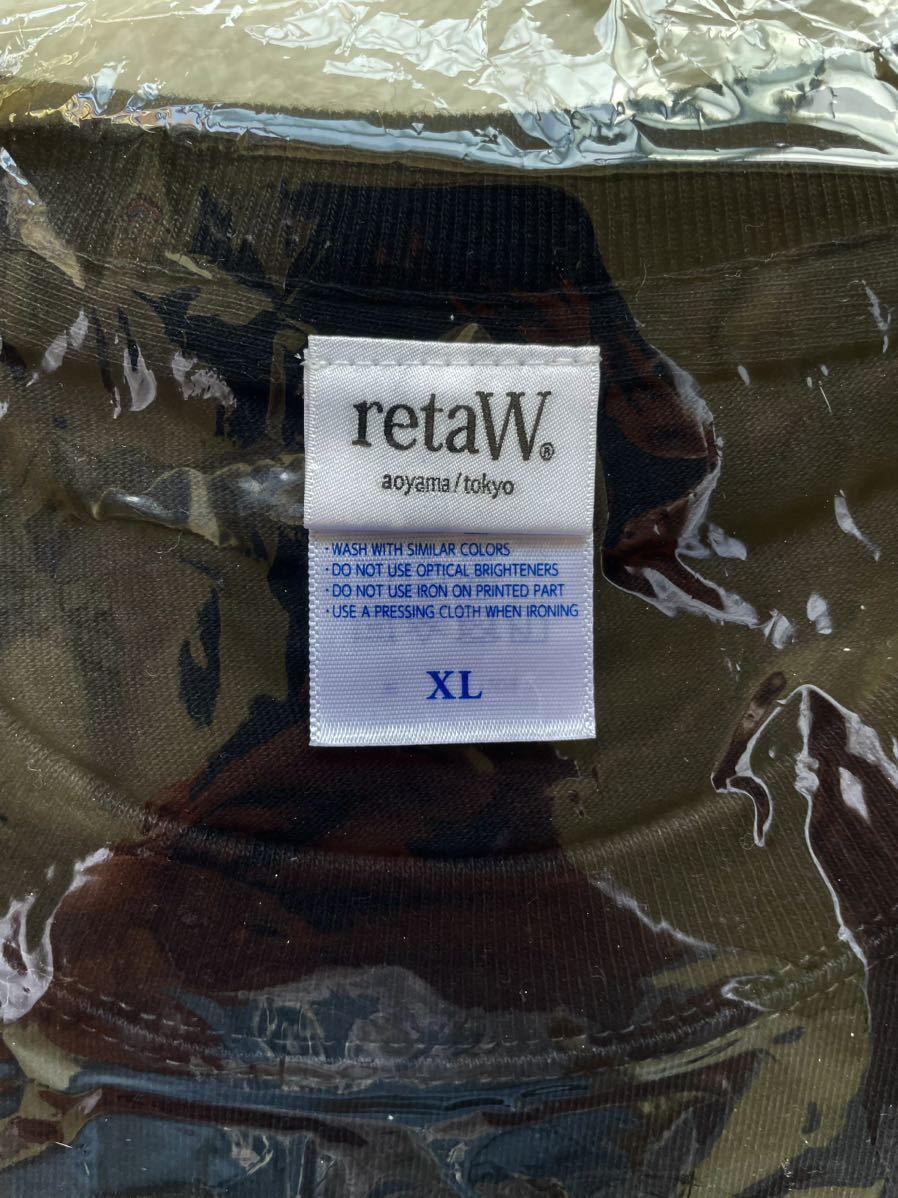 retaW®
aoyama/tokyo
・WASH WITH SIMILAR COLORS
・DO NOT USE OPTICAL BRIGHTENERS
・DO NOT USE IRON ON PRINTED PART
・USE A PRESSING CLOTH WHEN IRONING
XL